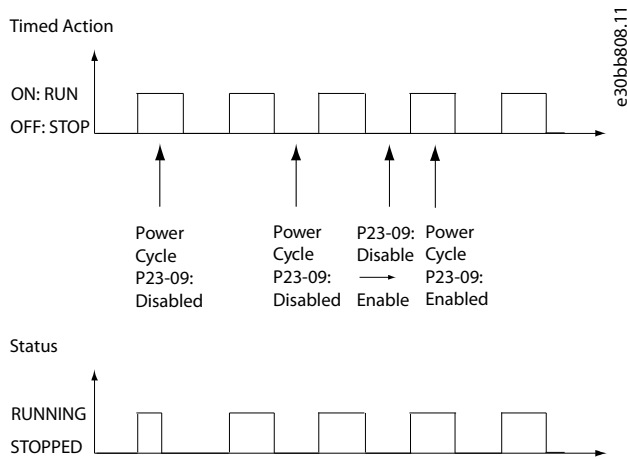 Timed Action
e30bb808.11
ON: RUN
OFF: STOP
Power
Cycle
P23-09:
Disabled
Power
Cycle
P23-09:
Disabled
P23-09:
Disable
Enable
Power
Cycle
P23-09:
Enabled
Status
RUNNING
STOPPED